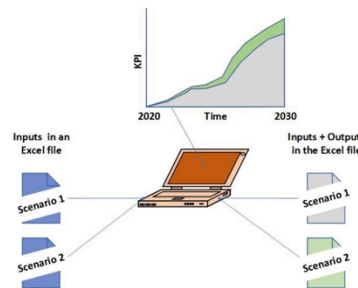 KPI
2020
Time
2030
Inputs in an
Excel file
Scenario 1
Scenario 2
Inputs + Output
in the Excel file
Scenario 1
Scenario 2